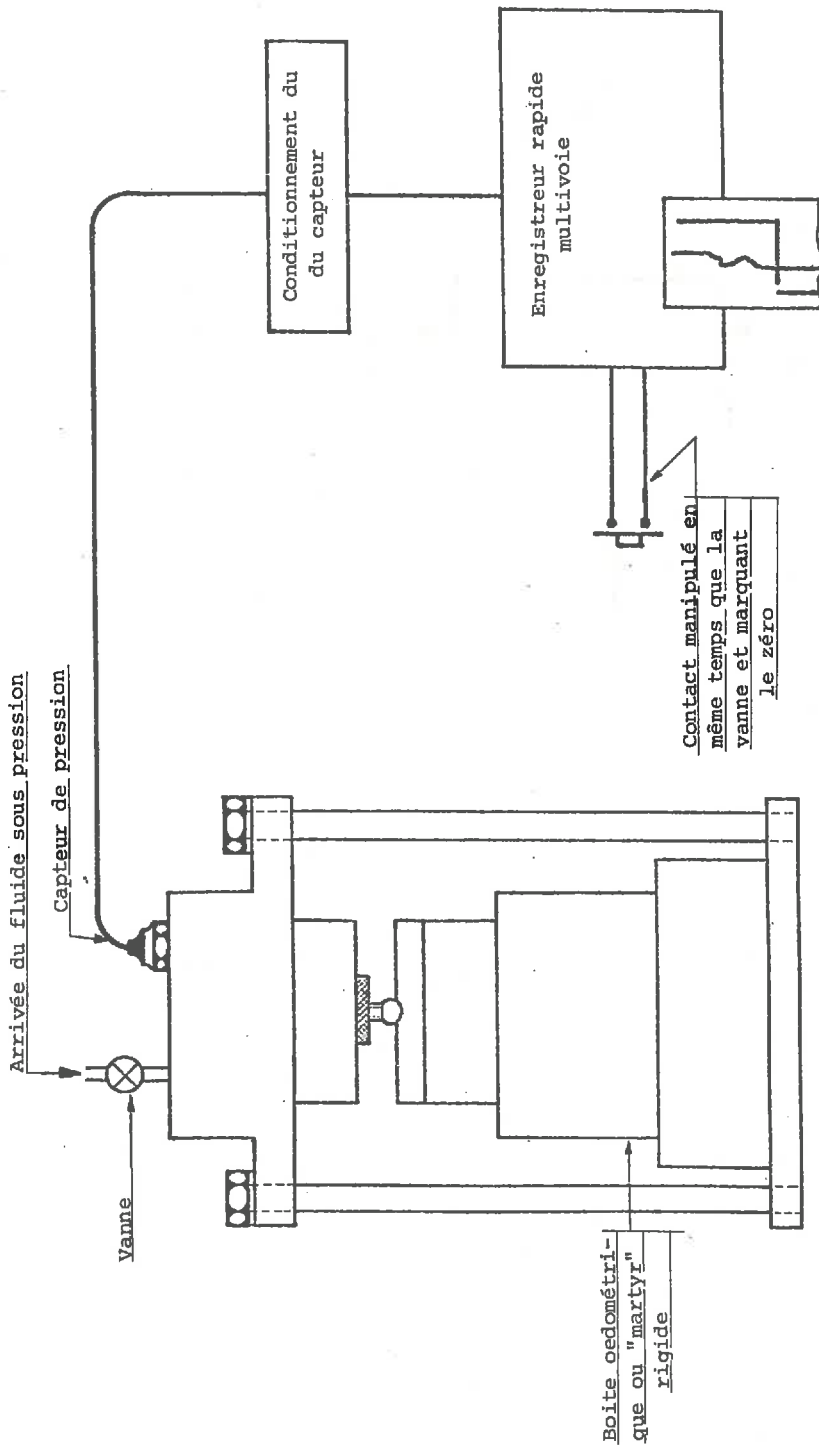 Arrivée du fluide sous pression
Capteur de pression
Vanne
Conditionnement du
du capteur
Enregistreur rapide
multivoie
Contact manipulé en
même temps que la
vanne et marquant
le zéro
Boite oedométri-
que ou "martyr"
rigide